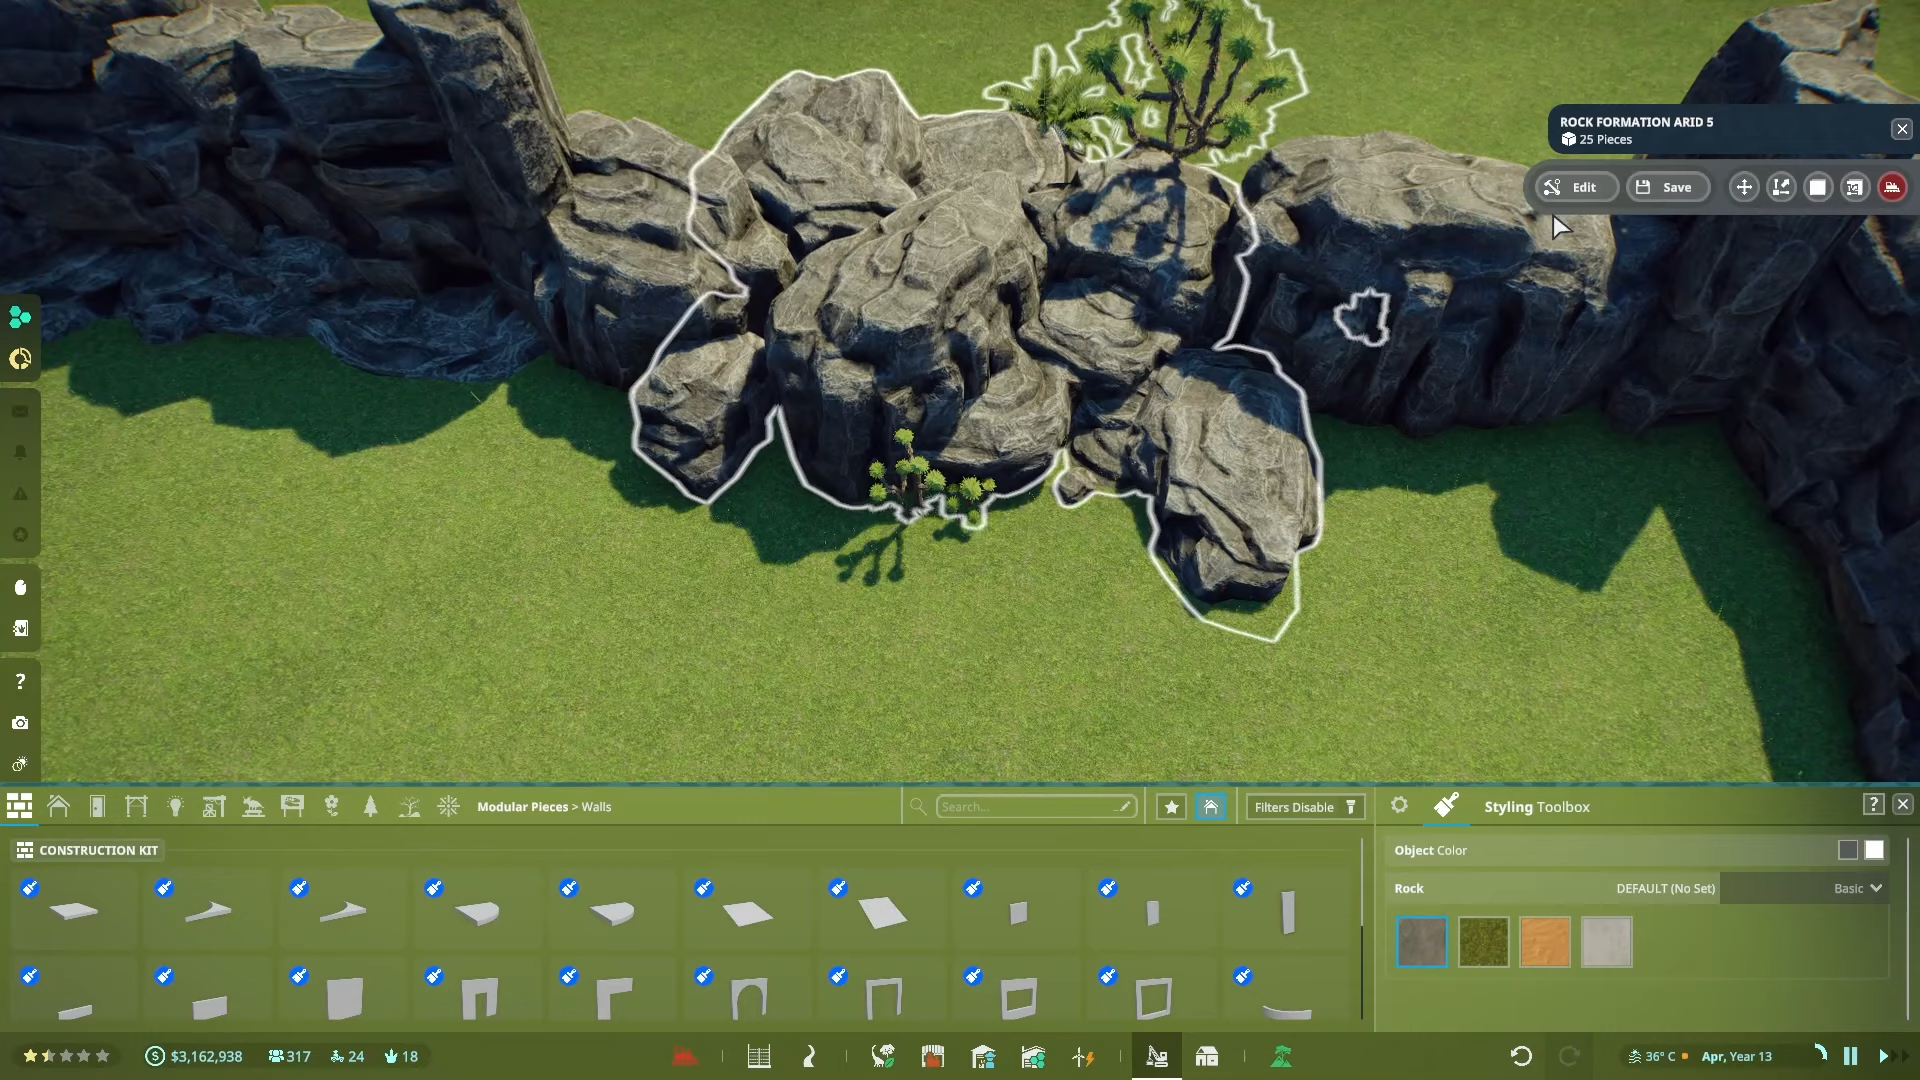 ROCK FORMATION ARID 5
25 Pieces
Edit
Save
?
Modular Pieces > Walls
Search...
Filters Disable
Styling Toolbox
?
CONSTRUCTION KIT
Object Color
Rock
DEFAULT (No Set)
Basic
$3,162,938
317
24
18
36° C
Apr, Year 13